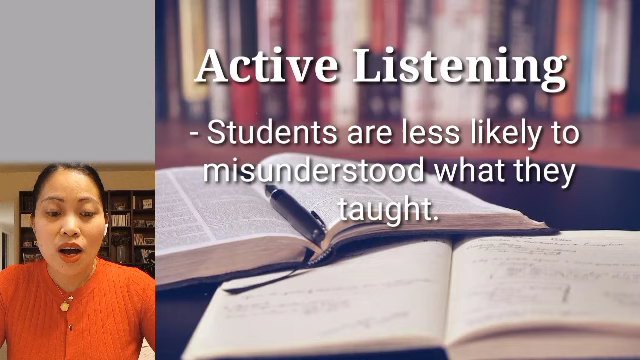 Active Listening
- Students are less likely to
misunderstood what they
taught.